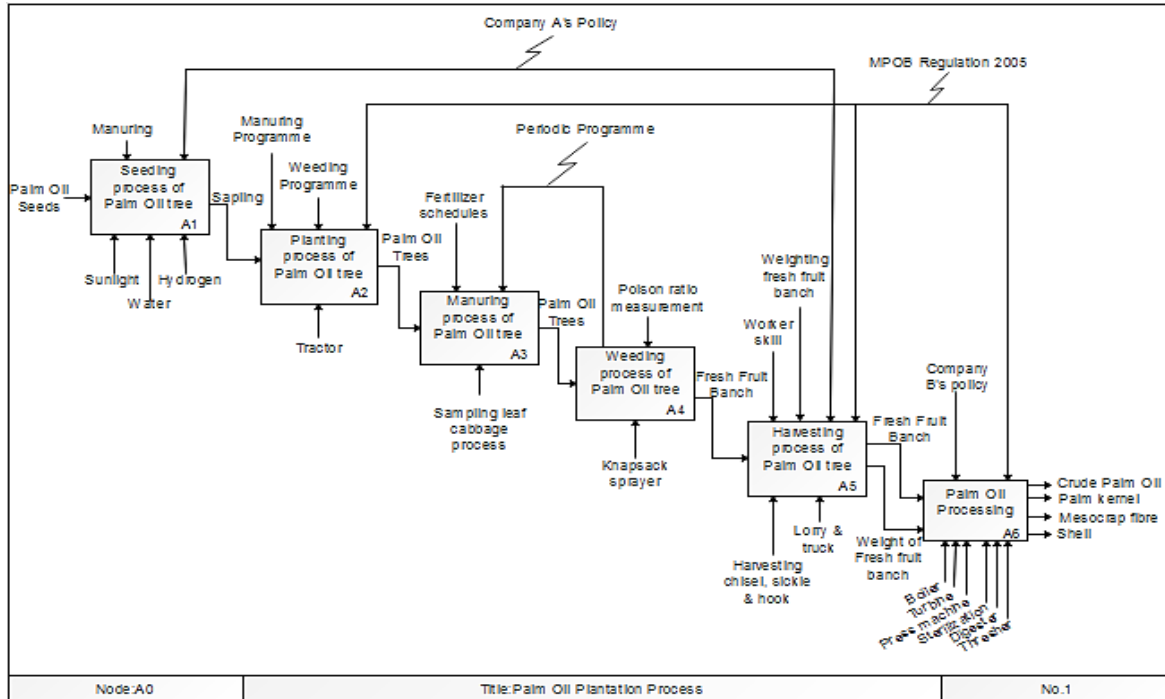 Company A's Policy
MPOB Regulation 2005
Manuring
Manuring
Programme
Periodic Programme
Weeding
Programme
Palm Oil
Seeds
Seeding
process of
Palm Oil tree
A1
Sapling
Sunlight
Water
Hydrogen
Planting
process of
Palm Oil tree
A2
Tractor
Palm Oil
Trees
Fertilizer
schedules
Manuring
process of
Palm Oil tree
A3
Sampling leaf
cabbage
process
Palm Oil
Trees
Poison ratio
measurement
Weeding
process of
Palm Oil tree
A4
Knapsack
sprayer
Fresh Fruit
Banch
Worker
skill
Weighting
fresh fruit
banch
Harvesting
process of
Palm Oil tree
A5
Harvesting
chisel, sickle
& hook
Lorry &
truck
Fresh Fruit
Banch
Weight of
Fresh fruit
banch
Company
B's policy
Palm Oil
Processing
A6
Crude Palm Oil
Palm kernel
Mesocrap fibre
Shell
Boiler
Turbine
Press machine
Sterilization
Digester
Thresher
Node:A0
Title:Palm Oil Plantation Process
No.1